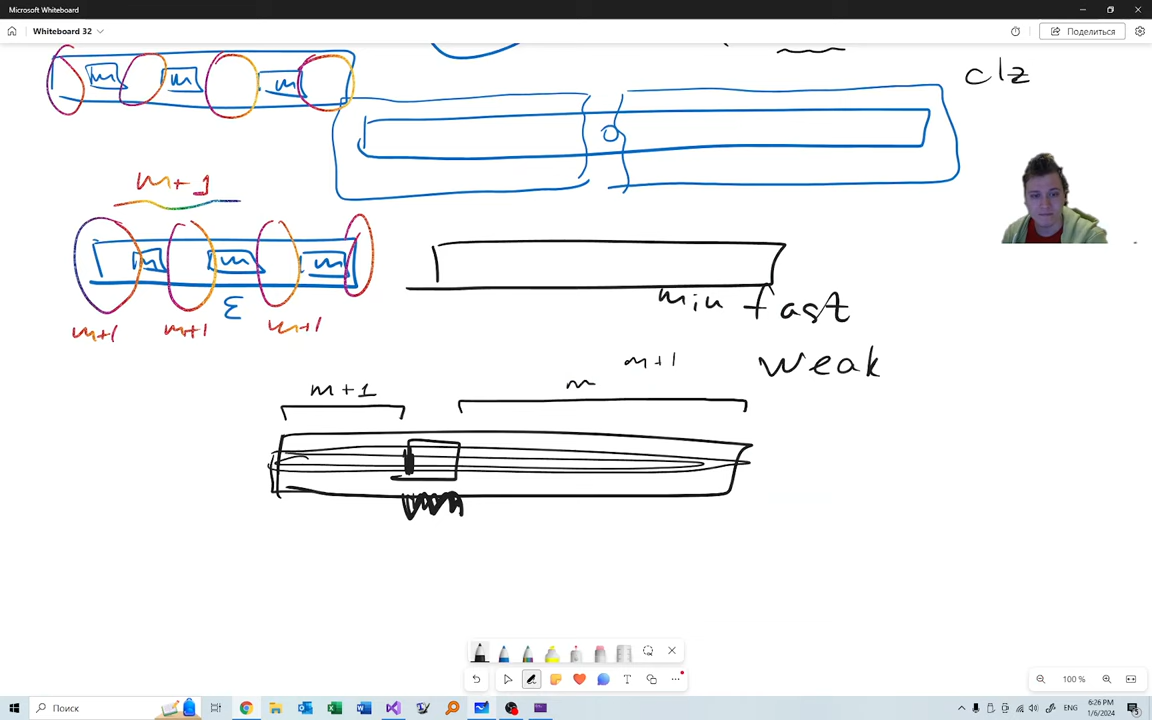 Microsoft Whiteboard
Whiteboard 32
Поделиться
clz
m m m
m+1
m m m
ε
m+1 m+1 m+1
min fast
weak
m+1
m+1 m
100 %
Поиск
ENG
6:26 PM
1/6/2024